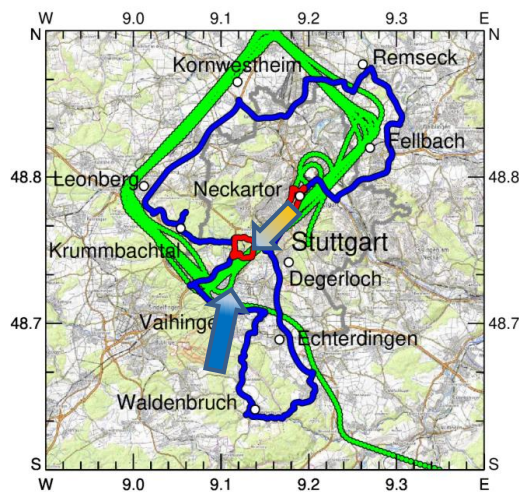 W 9.0 9.1 9.2 9.3 E
N N
Kornwestheim
Remseck
Fellbach
48.8 48.8
Leonberg
Neckartor
Krummbachtal
Stuttgart
Degerloch
48.7 48.7
Vaihinge
Echterdingen
Waldenbruch
S S
W 9.0 9.1 9.2 9.3 E